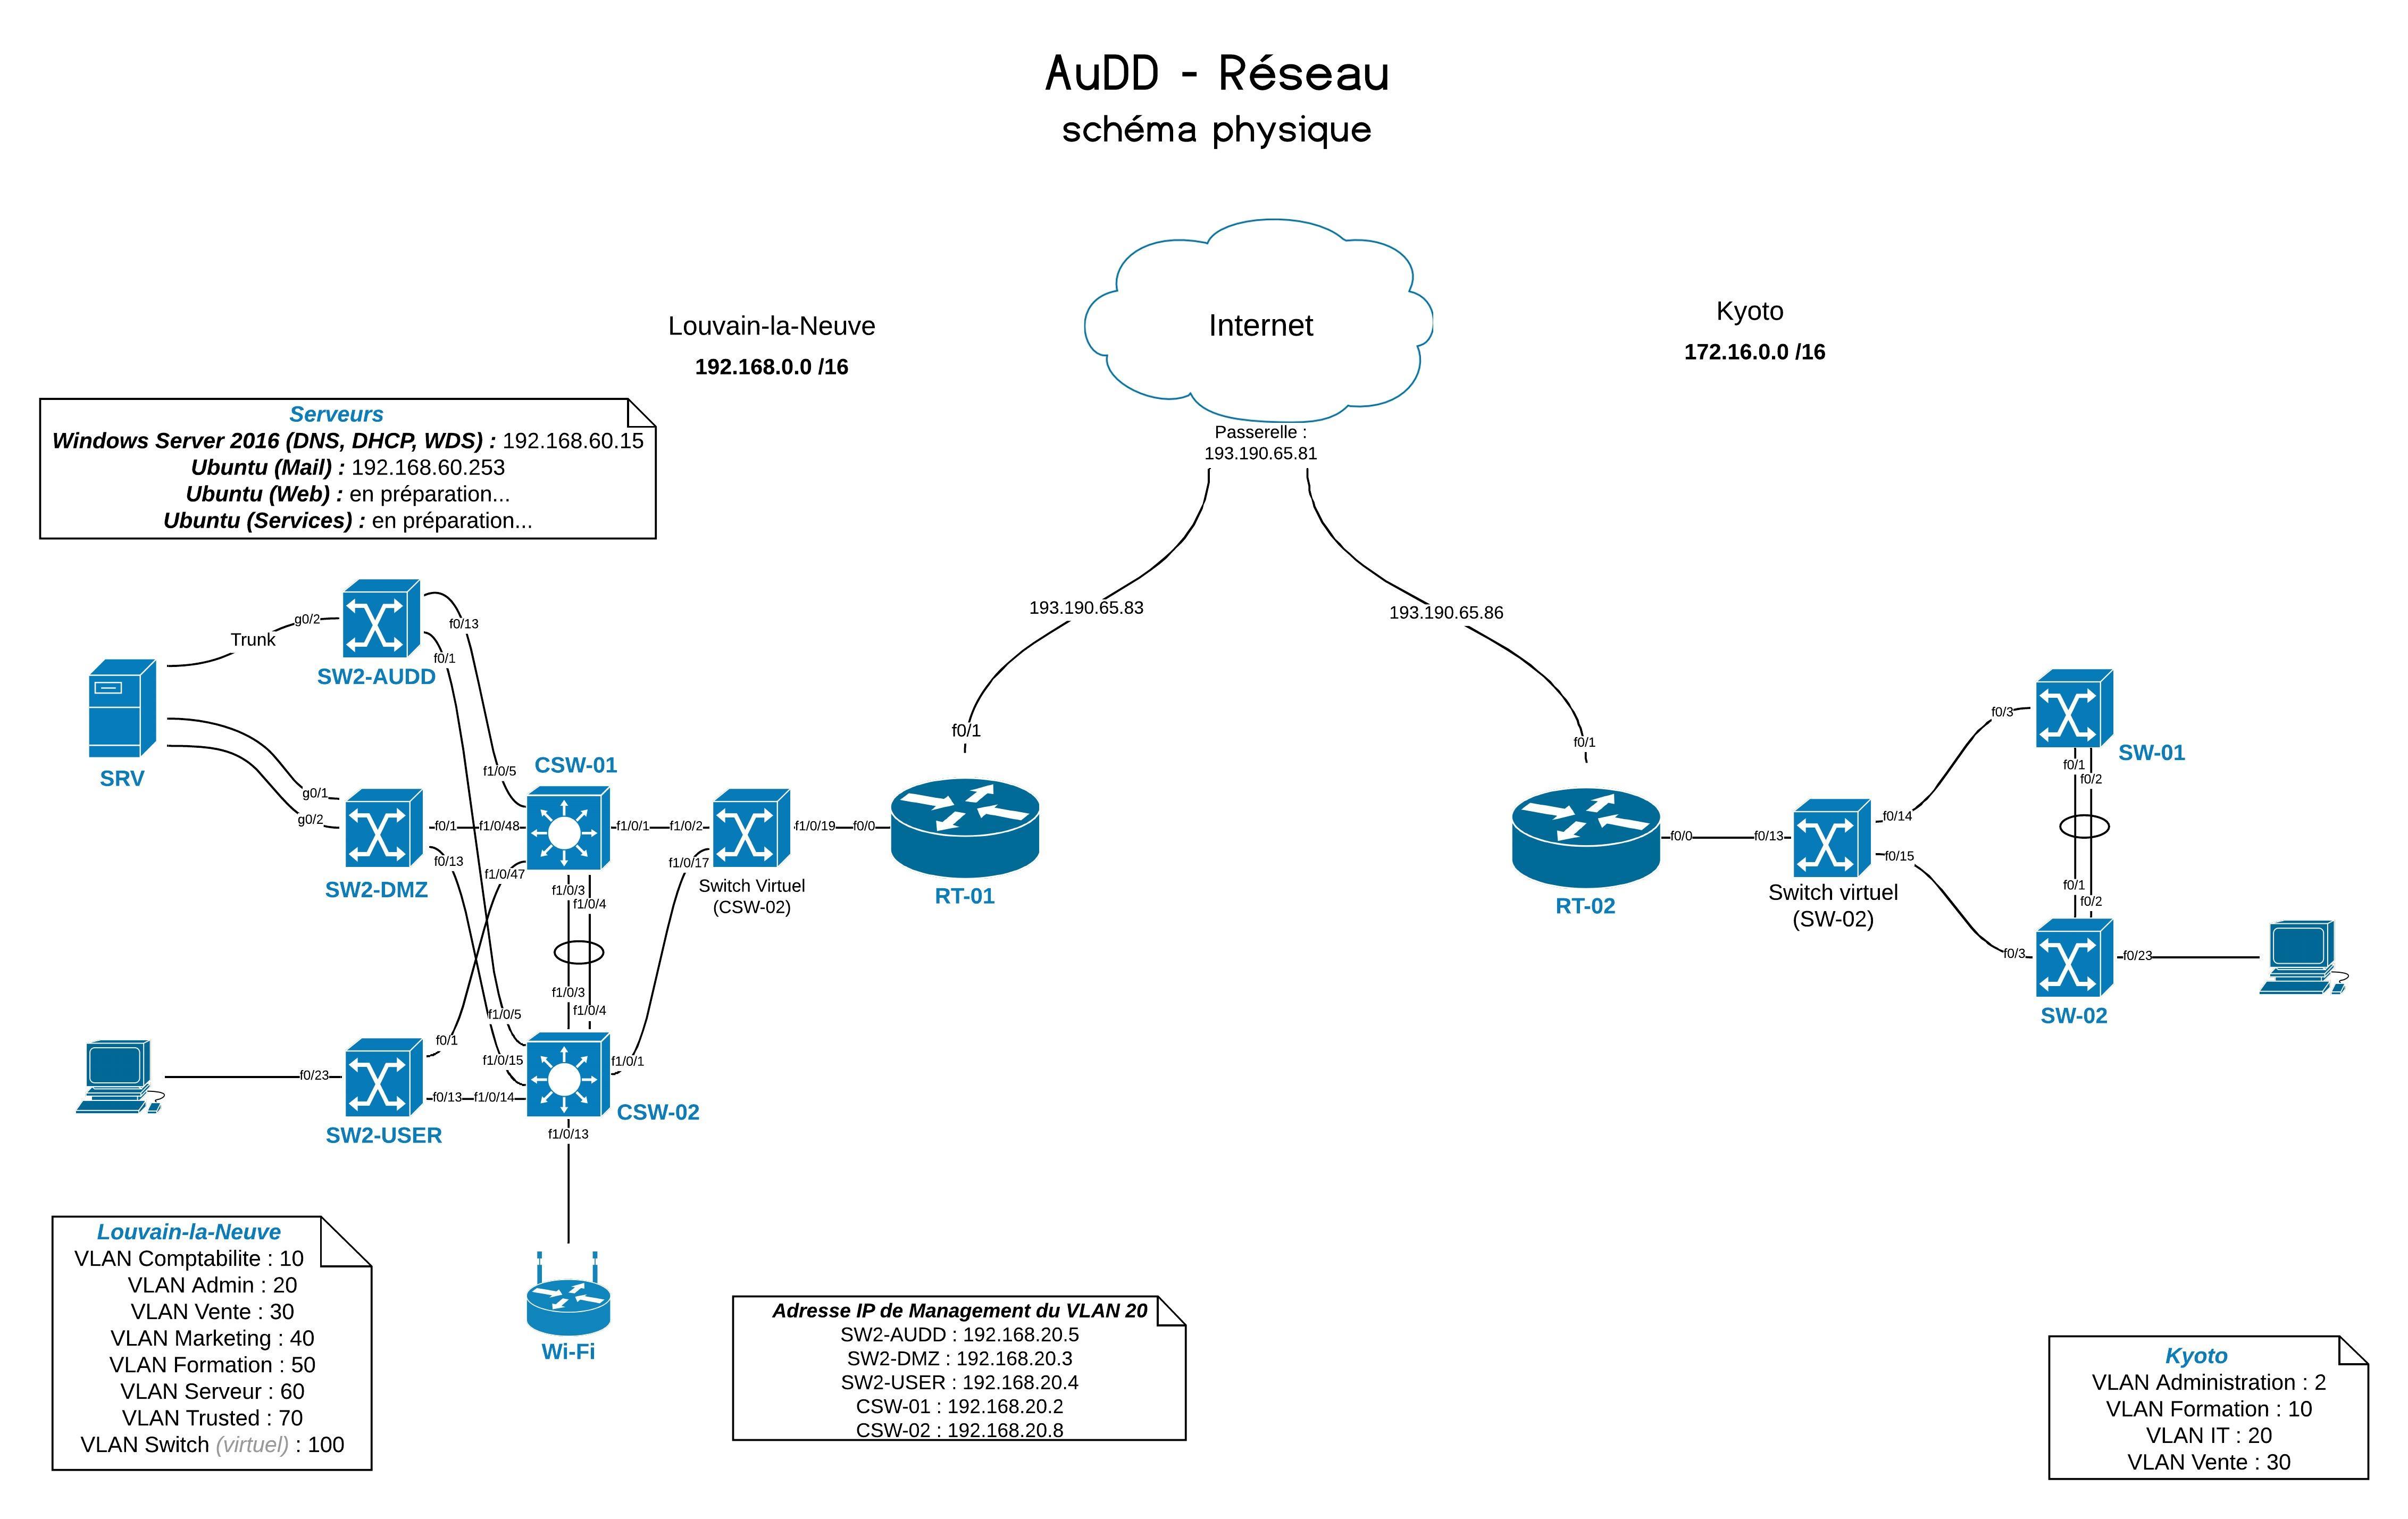 AuDD - Réseau
schéma physique
Internet
Louvain-la-Neuve
192.168.0.0 /16
Kyoto
172.16.0.0 /16
Passerelle :
193.190.65.81
Serveurs
Windows Server 2016 (DNS, DHCP, WDS) : 192.168.60.15
Ubuntu (Mail) : 192.168.60.253
Ubuntu (Web) : en préparation...
Ubuntu (Services) : en préparation...
193.190.65.83
193.190.65.86
g0/2
Trunk
f0/13
f0/1
SW2-AUDD
SRV
f1/0/5
CSW-01
g0/1
g0/2
f0/1
f1/0/48
f1/0/1
f1/0/2
f1/0/19
f0/0
f0/13
f1/0/47
f1/0/17
SW2-DMZ
f1/0/3
f1/0/4
Switch Virtuel
(CSW-02)
f0/1
RT-01
f1/0/3
f1/0/4
f1/0/5
f0/1
f1/0/15
f1/0/1
f0/23
f0/13
f1/0/14
SW2-USER
CSW-02
f1/0/13
Wi-Fi
f0/1
RT-02
f0/0
f0/13
f0/14
f0/15
Switch virtuel
(SW-02)
f0/3
SW-01
f0/1
f0/2
f0/1
f0/2
f0/3
f0/23
SW-02
Louvain-la-Neuve
VLAN Comptabilite : 10
VLAN Admin : 20
VLAN Vente : 30
VLAN Marketing : 40
VLAN Formation : 50
VLAN Serveur : 60
VLAN Trusted : 70
VLAN Switch (virtuel) : 100
Adresse IP de Management du VLAN 20
SW2-AUDD : 192.168.20.5
SW2-DMZ : 192.168.20.3
SW2-USER : 192.168.20.4
CSW-01 : 192.168.20.2
CSW-02 : 192.168.20.8
Kyoto
VLAN Administration : 2
VLAN Formation : 10
VLAN IT : 20
VLAN Vente : 30